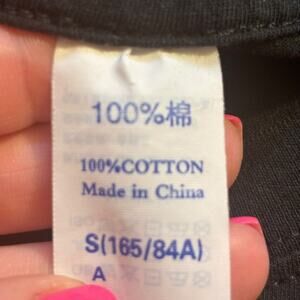 100%棉
100%COTTON
Made in China
S(165/84A)
A